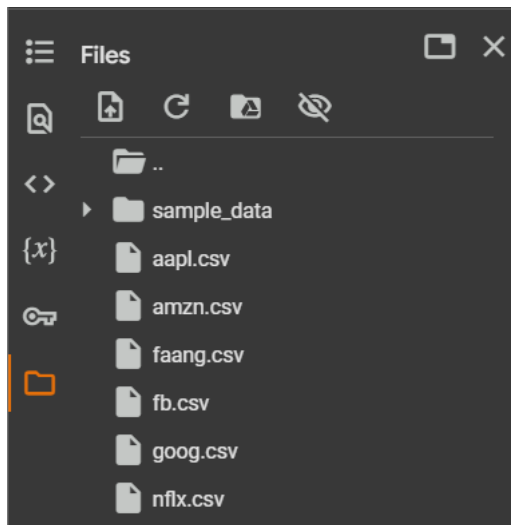 Files
..
sample_data
<>
aapl.csv
{x}
amzn.csv
faang.csv
fb.csv
goog.csv
nflx.csv